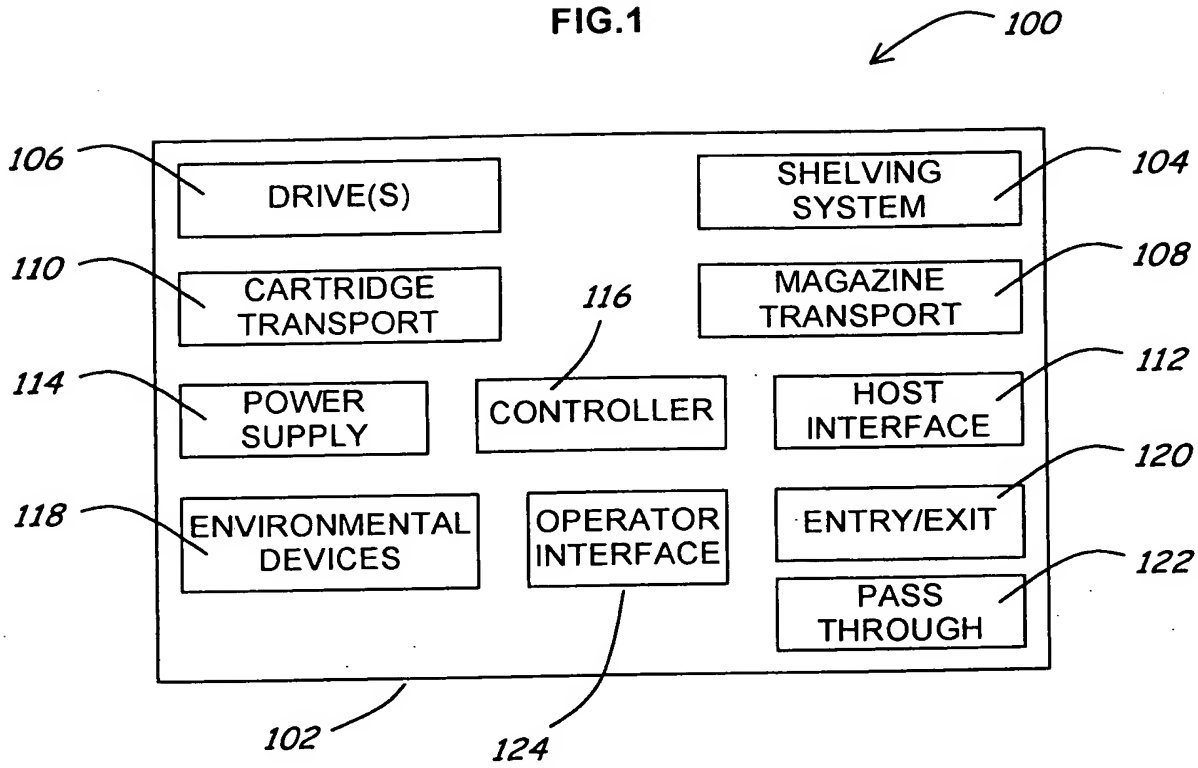 FIG.1
100
106
DRIVE(S)
SHELVING
SYSTEM
104
110
CARTRIDGE
TRANSPORT
116
MAGAZINE
TRANSPORT
108
114
POWER
SUPPLY
CONTROLLER
HOST
INTERFACE
112
118
ENVIRONMENTAL
DEVICES
OPERATOR
INTERFACE
ENTRY/EXIT
120
PASS
THROUGH
122
102
124